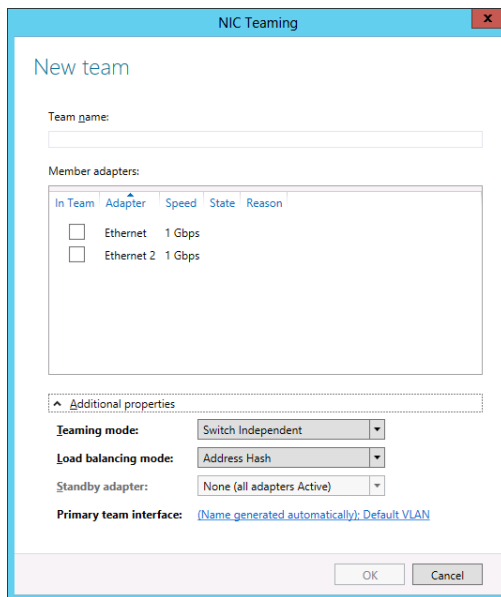 NIC Teaming
x
New team
Team name:
Member adapters:
In Team Adapter Speed State Reason
Ethernet 1 Gbps
Ethernet 2 1 Gbps
Additional properties
Teaming mode: Switch Independent
Load balancing mode: Address Hash
Standby adapter: None (all adapters Active)
Primary team interface: (Name generated automatically); Default VLAN
OK Cancel